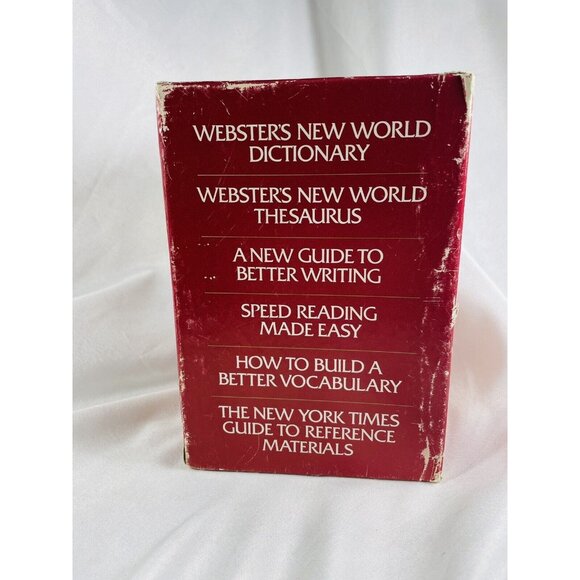 WEBSTER'S NEW WORLD
DICTIONARY
WEBSTER'S NEW WORLD
THESAURUS
A NEW GUIDE TO
BETTER WRITING
SPEED READING
MADE EASY
HOW TO BUILD A
BETTER VOCABULARY
THE NEW YORK TIMES
GUIDE TO REFERENCE
MATERIALS